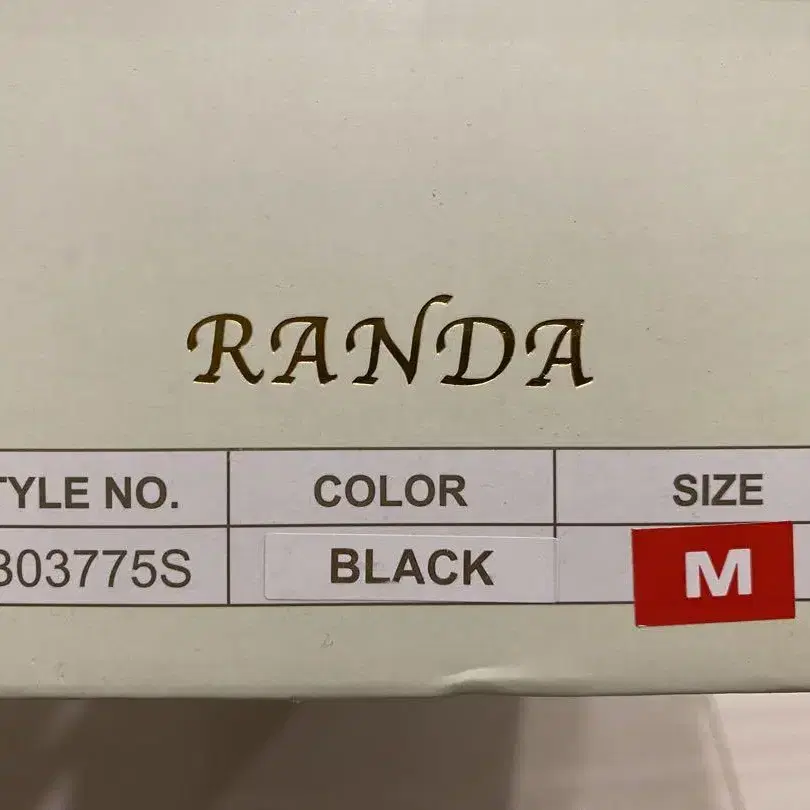 RANDA
TYLE NO. COLOR SIZE
303775S BLACK M